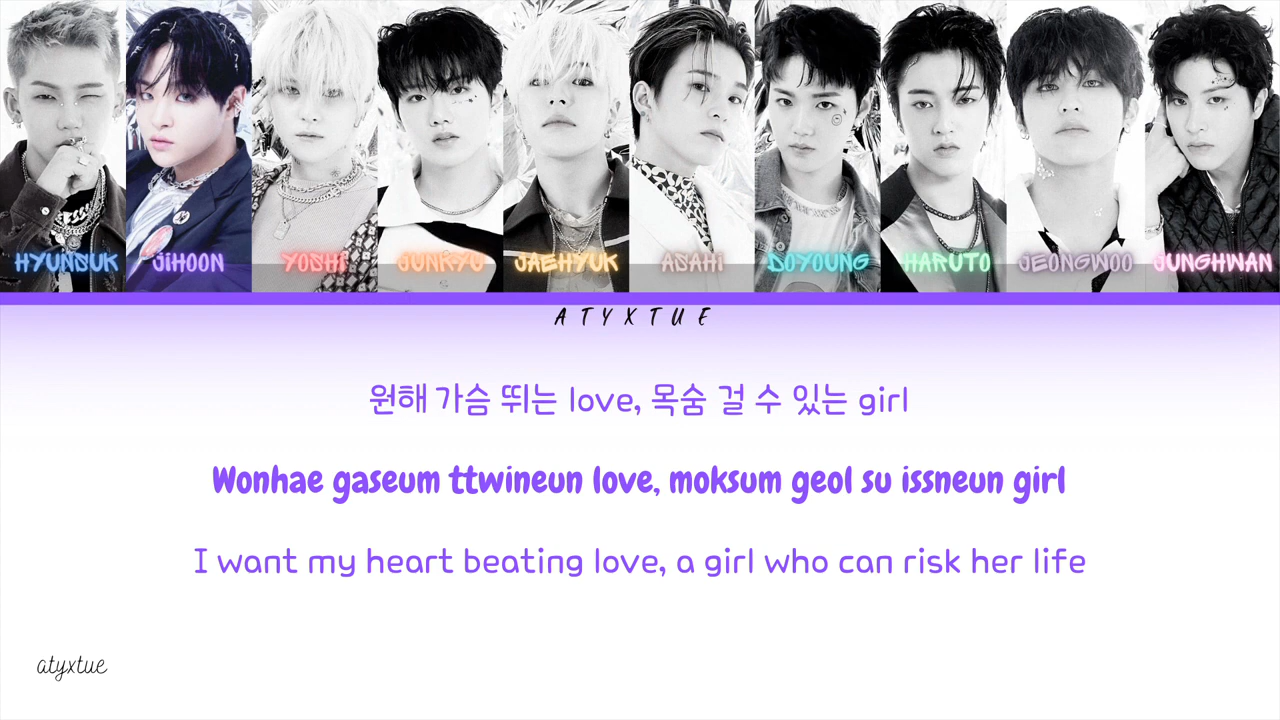 HYUNSUK JIHOON YOSHI JUNKYU JAEHYUK ASAHI DOYOUNG HARUTO JEONGWOO JUNGHWAN
ATYXTUE
원해 가슴 뛰는 love, 목숨 걸 수 있는 girl
Wonhae gaseum ttwineun love, moksum geol su issneun girl
I want my heart beating love, a girl who can risk her life
atyxtue